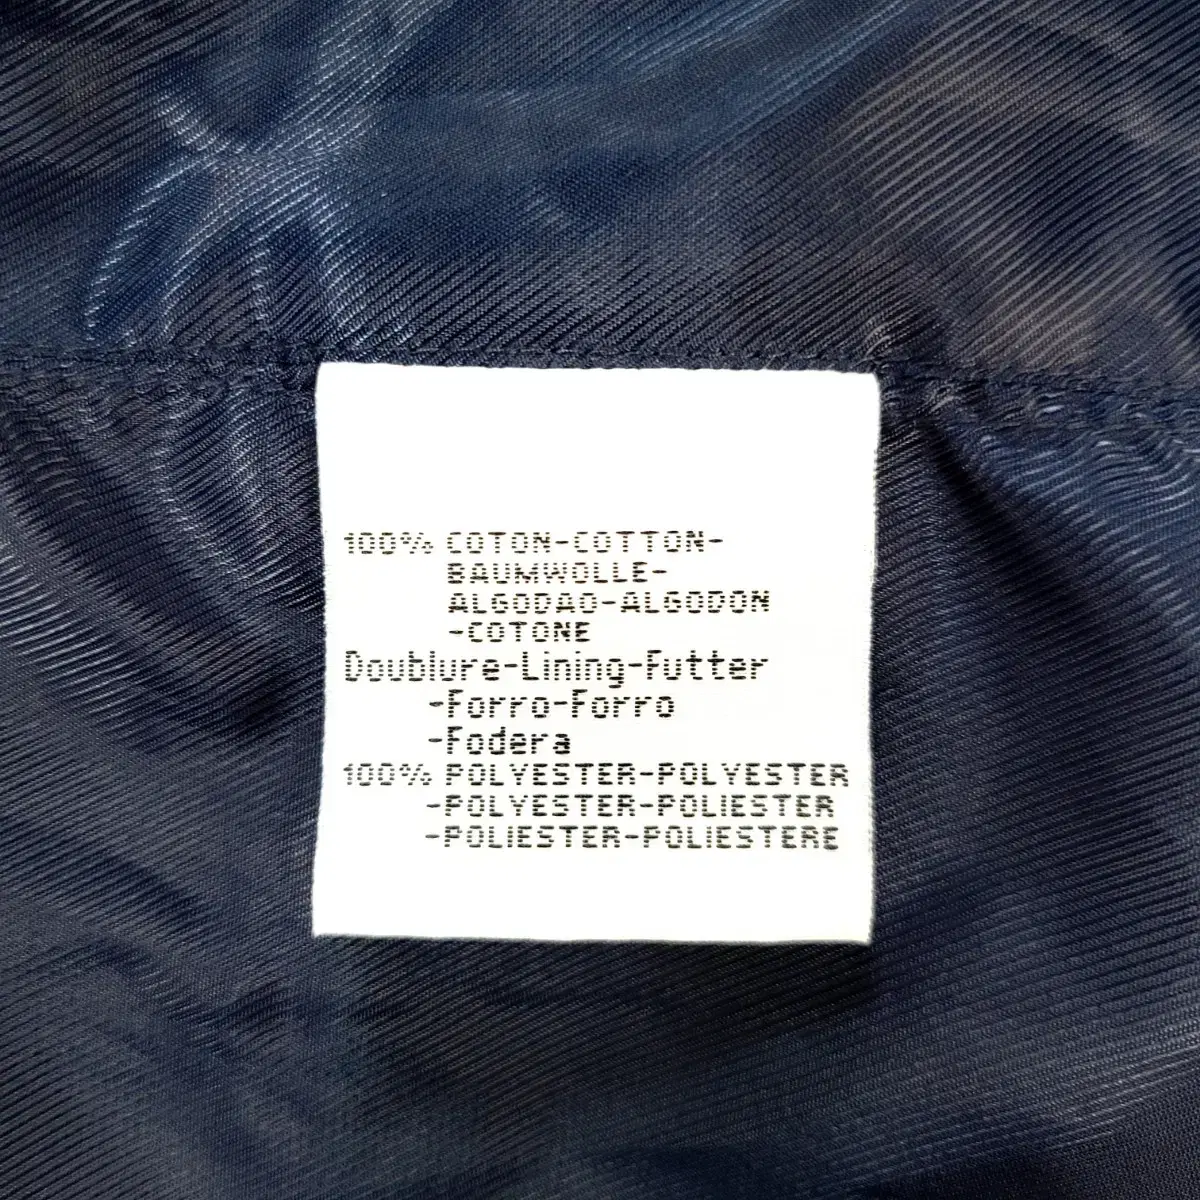 100% COTON-COTTON-
BAUMWOLLE-
ALGODAO-ALGODON
-COTONE
Doublure-Lining-Futter
-Forro-Forro
-Fodera
100% POLYESTER-POLYESTER
-POLYESTER-POLIESTER
-POLIESTER-POLIESTERE